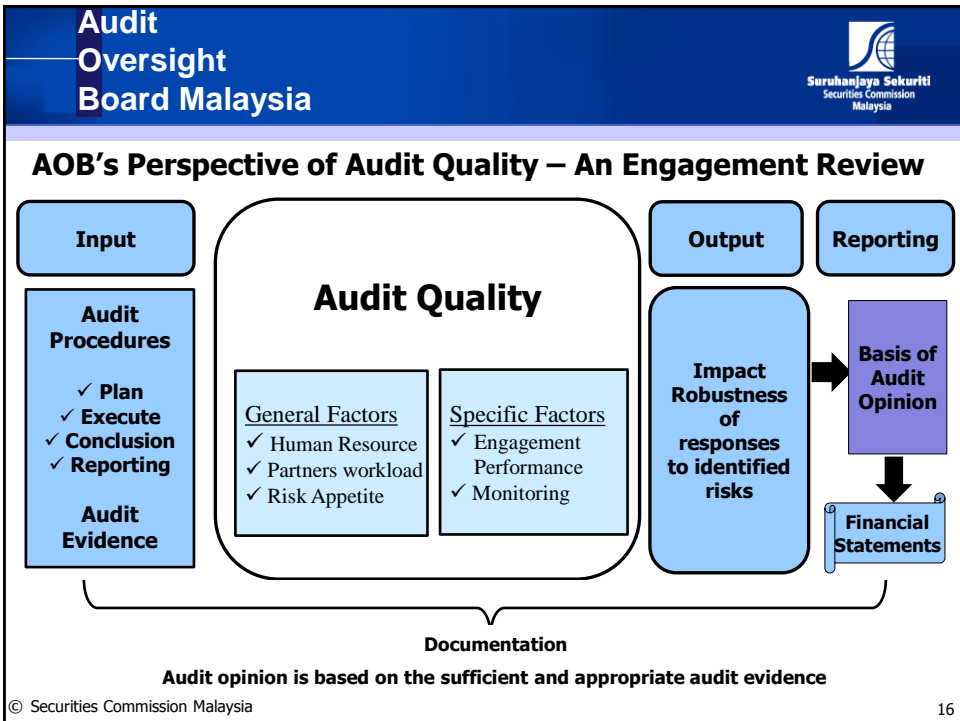 Audit
Oversight
Board Malaysia
Suruhanjaya Sekuriti
Securities Commission
Malaysia
AOB's Perspective of Audit Quality – An Engagement Review
Input
Audit
Procedures
✓ Plan
✓ Execute
✓ Conclusion
✓ Reporting
Audit
Evidence
Audit Quality
General Factors
✓ Human Resource
✓ Partners workload
✓ Risk Appetite
Specific Factors
✓ Engagement
Performance
✓ Monitoring
Output
Impact
Robustness
of
responses
to identified
risks
Reporting
Basis of
Audit
Opinion
Financial
Statements
Documentation
Audit opinion is based on the sufficient and appropriate audit evidence
© Securities Commission Malaysia
16